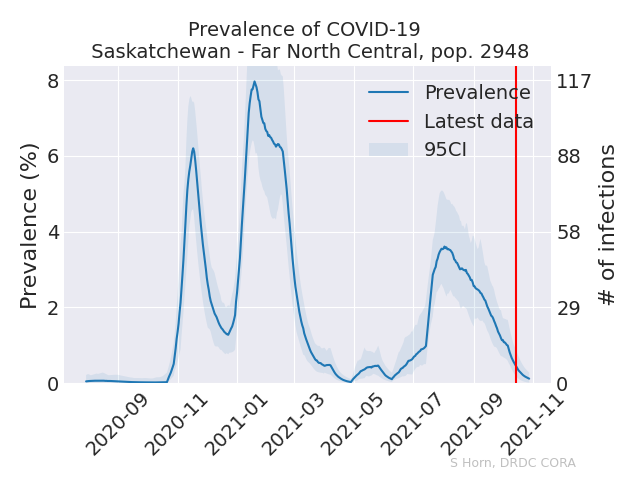 Prevalence of COVID-19
Saskatchewan - Far North Central, pop. 2948
Prevalence (%)
8
6
4
2
0
Prevalence
Latest data
95CI
117
88
58
29
0
# of infections
2020-09
2020-11
2021-01
2021-03
2021-05
2021-07
2021-09
2021-11
S Horn, DRDC CORA